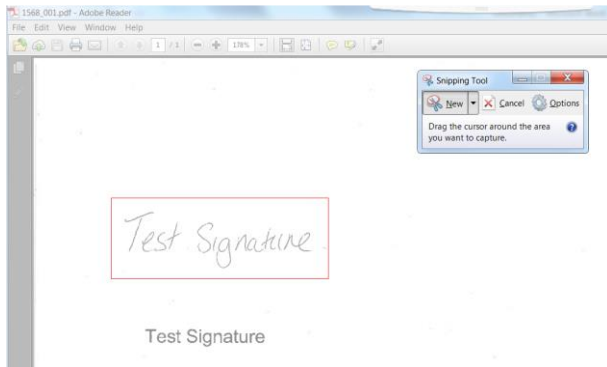 1568_001.pdf - Adobe Reader
File Edit View Window Help
1 / 1 178%
Snipping Tool
New Cancel Options
Drag the cursor around the area
you want to capture.
Test Signature
Test Signature